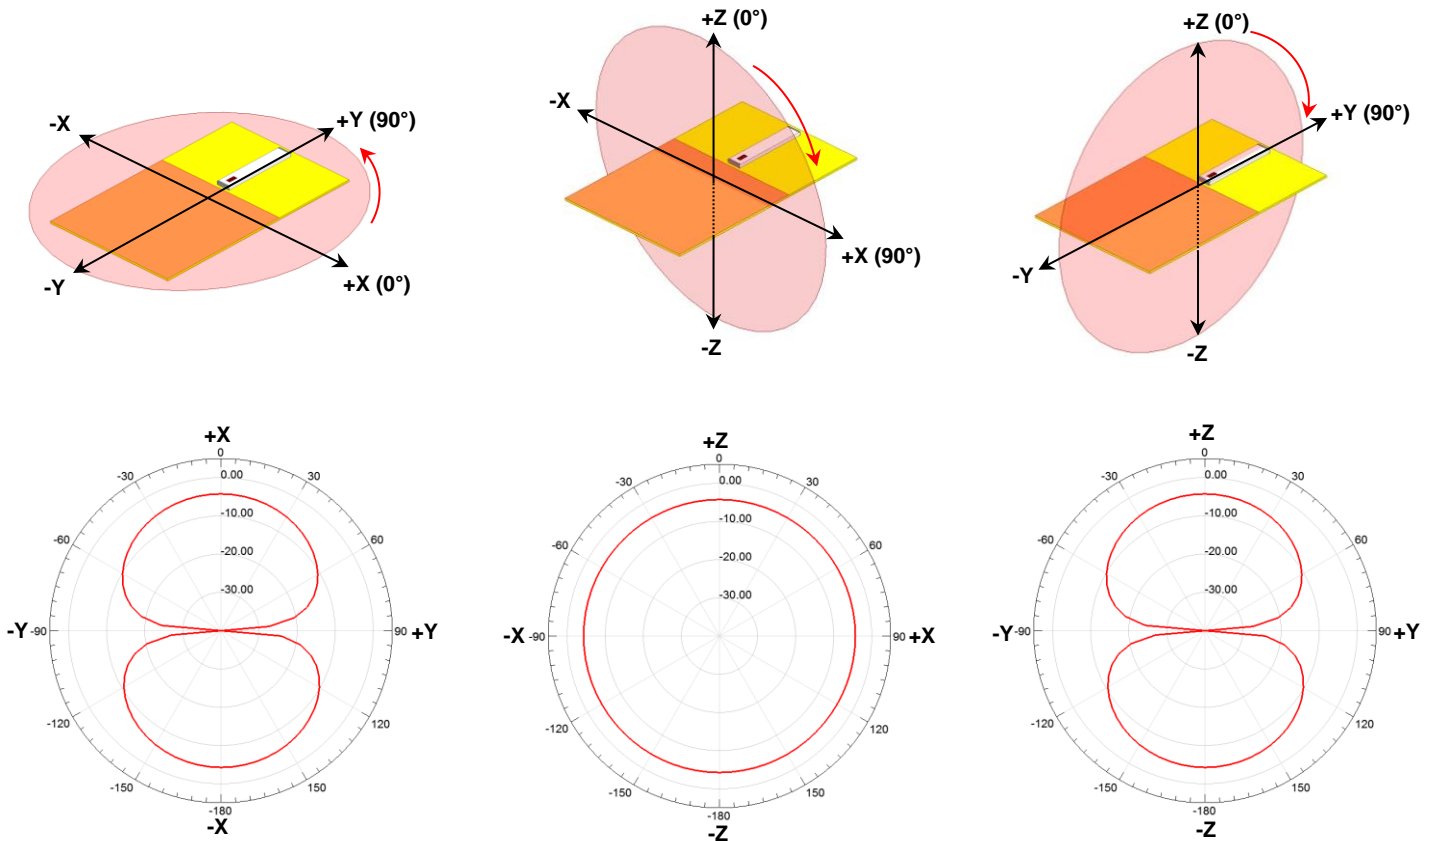 +Z (0°)
-X
+X (90°)
-Z
+Z (0°)
+Y (90°)
-Y
-Z
-X
+Y (90°)
-Y
+X (0°)
+X
0
-30
30
0.00
-10.00
-60
60
-20.00
-30.00
-Y -90
90 +Y
-120
120
-150
150
-180
-X
+Z
0
-30
30
0.00
-10.00
-60
60
-20.00
-30.00
-X -90
90 +X
-120
120
-150
150
-180
-Z
+Z
0
-30
30
0.00
-10.00
-60
60
-20.00
-30.00
-Y -90
90 +Y
-120
120
-150
150
-180
-Z